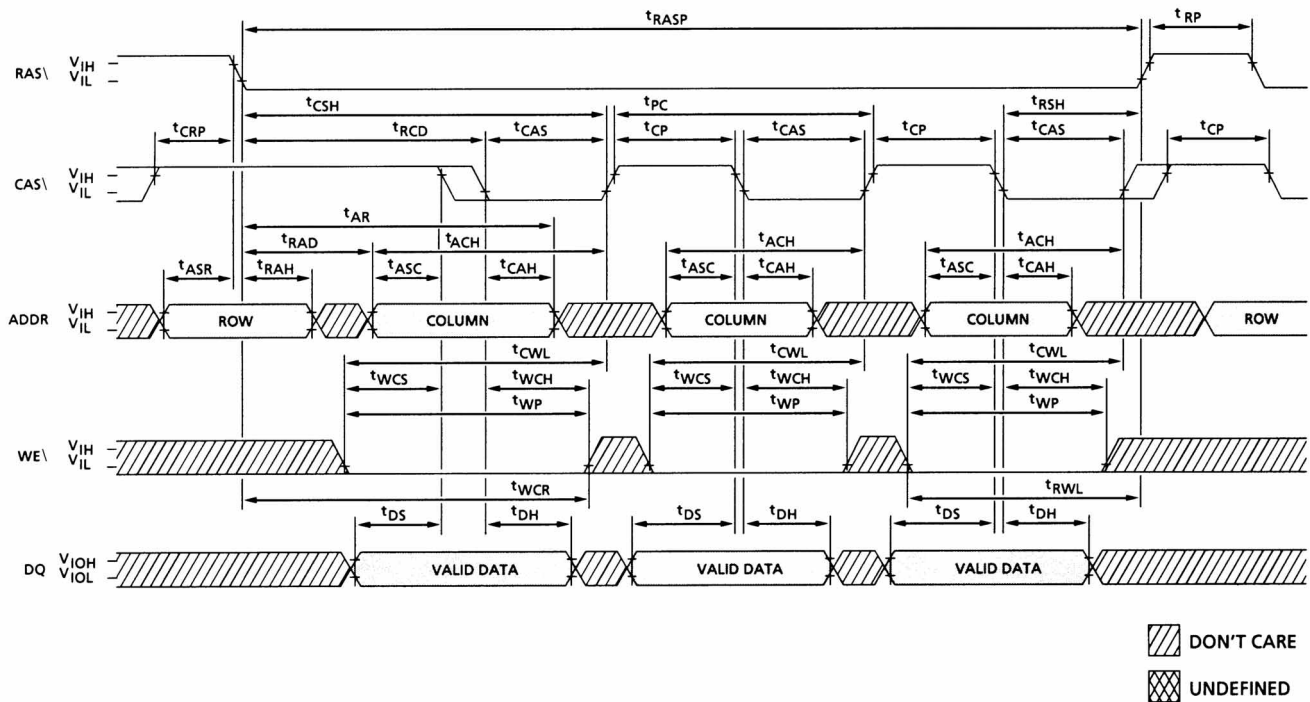 tRASP tRP
RAS\ VIH VIL
tCSH tPC tRSH
tCRP tRCD tCAS tCP tCAS tCP tCAS tCP
CAS\ VIH VIL
tAR
tRAD tACH tACH tACH
tASR tRAH tASC tCAH tASC tCAH tASC tCAH
ADDR VIH VIL ROW COLUMN COLUMN COLUMN ROW
tCWL tCWL tCWL
tWCS tWCH tWCS tWCH tWCS tWCH
tWP tWP tWP
WE\ VIH VIL
tWCR tRWL
tDS tDH tDS tDH tDS tDH
DQ VIOH VIOL VALID DATA VALID DATA VALID DATA
DON'T CARE
UNDEFINED